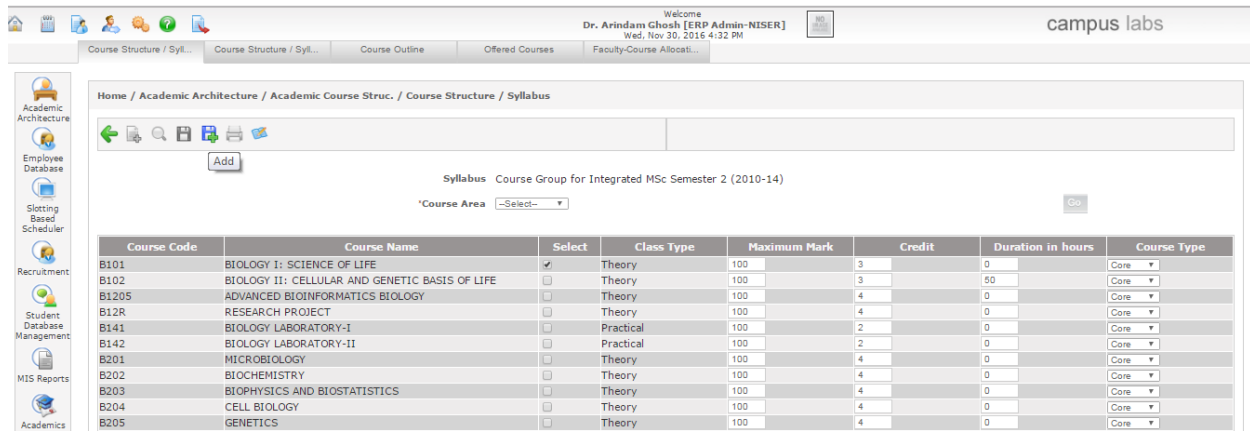 Welcome
Dr. Arindam Ghosh [ERP Admin-NISER]
Wed, Nov 30, 2016 4:32 PM
campus labs
Course Structure / Syll... Course Structure / Syll... Course Outline Offered Courses Faculty-Course Allocati...
Home / Academic Architecture / Academic Course Struc. / Course Structure / Syllabus
Academic
Architecture
Employee
Database
Slotting
Based
Scheduler
Recruitment
Student
Database
Management
MIS Reports
Academics
Add
Syllabus Course Group for Integrated MSc Semester 2 (2010-14)
*Course Area --Select-- Go
Course Code Course Name Select Class Type Maximum Mark Credit Duration in hours Course Type
B101 BIOLOGY I: SCIENCE OF LIFE Theory 100 3 0 Core
B102 BIOLOGY II: CELLULAR AND GENETIC BASIS OF LIFE Theory 100 3 50 Core
B1205 ADVANCED BIOINFORMATICS BIOLOGY Theory 100 4 0 Core
B12R RESEARCH PROJECT Theory 100 4 0 Core
B141 BIOLOGY LABORATORY-I Practical 100 2 0 Core
B142 BIOLOGY LABORATORY-II Practical 100 2 0 Core
B201 MICROBIOLOGY Theory 100 4 0 Core
B202 BIOCHEMISTRY Theory 100 4 0 Core
B203 BIOPHYSICS AND BIOSTATISTICS Theory 100 4 0 Core
B204 CELL BIOLOGY Theory 100 4 0 Core
B205 GENETICS Theory 100 4 0 Core